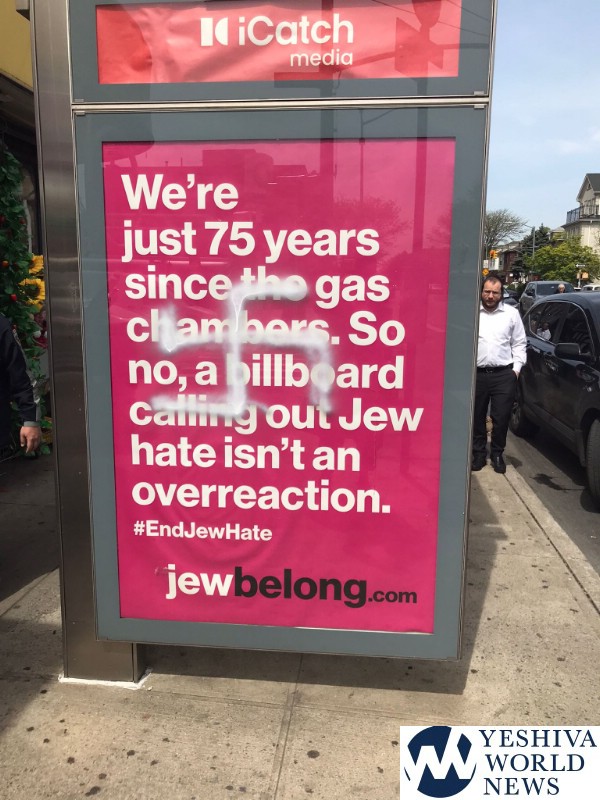 iCatch
media
We're
just 75 years
since the gas
chambers. So
no, a billboard
calling out Jew
hate isn't an
overreaction.
#EndJewHate
jewbelong.com
YESHIVA
WORLD
NEWS